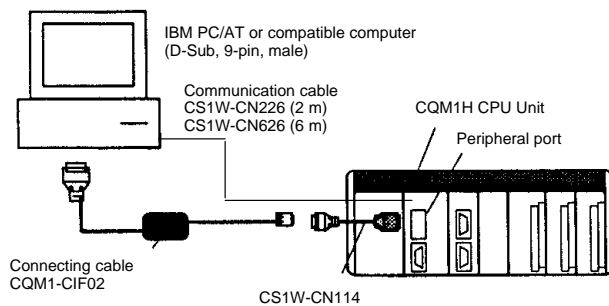 IBM PC/AT or compatible computer
(D-Sub, 9-pin, male)
Communication cable
CS1W-CN226 (2 m)
CS1W-CN626 (6 m)
CQM1H CPU Unit
Peripheral port
Connecting cable
CQM1-CIF02
CS1W-CN114